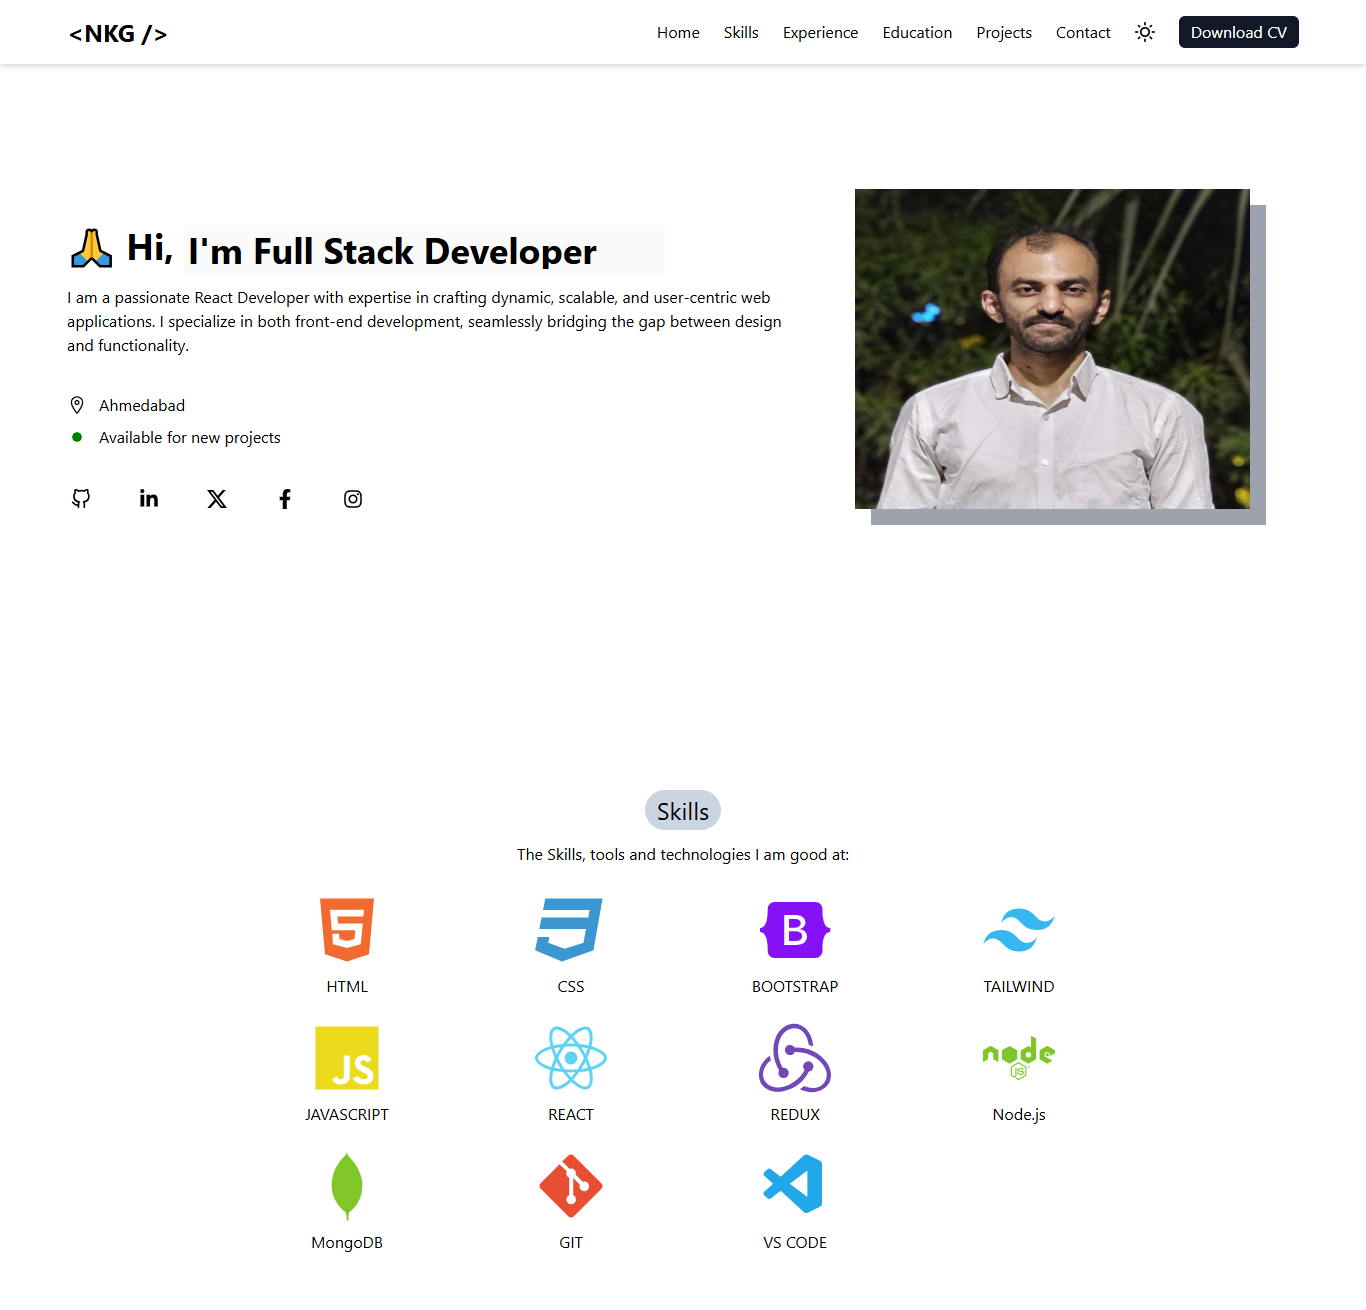 <NKG />
Home Skills Experience Education Projects Contact Download CV
Hi, I'm Full Stack Developer
I am a passionate React Developer with expertise in crafting dynamic, scalable, and user-centric web
applications. I specialize in both front-end development, seamlessly bridging the gap between design
and functionality.
Ahmedabad
Available for new projects
Skills
The Skills, tools and technologies I am good at:
HTML CSS BOOTSTRAP TAILWIND
JS
node
JS
JAVASCRIPT REACT REDUX Node.js
MongoDB GIT VS CODE